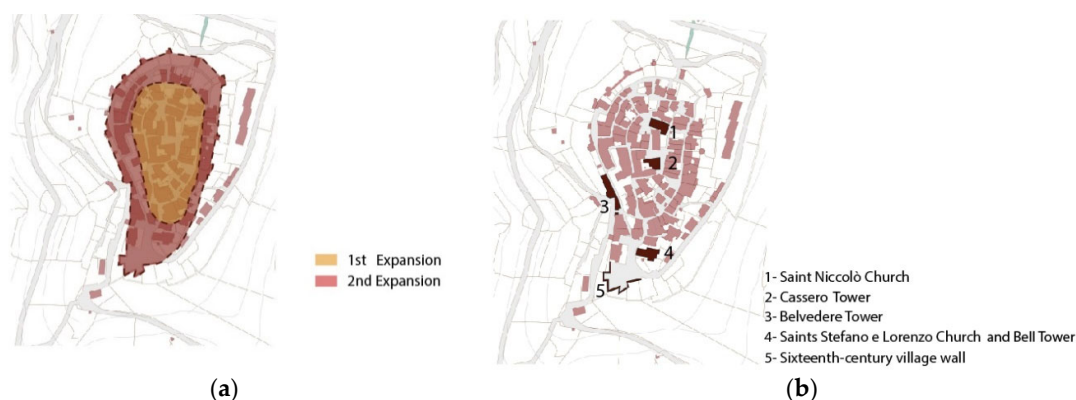 1st Expansion
2nd Expansion
1
2
3
4
5
1- Saint Niccolò Church
2- Cassero Tower
3- Belvedere Tower
4- Saints Stefano e Lorenzo Church and Bell Tower
5- Sixteenth-century village wall
(a)
(b)